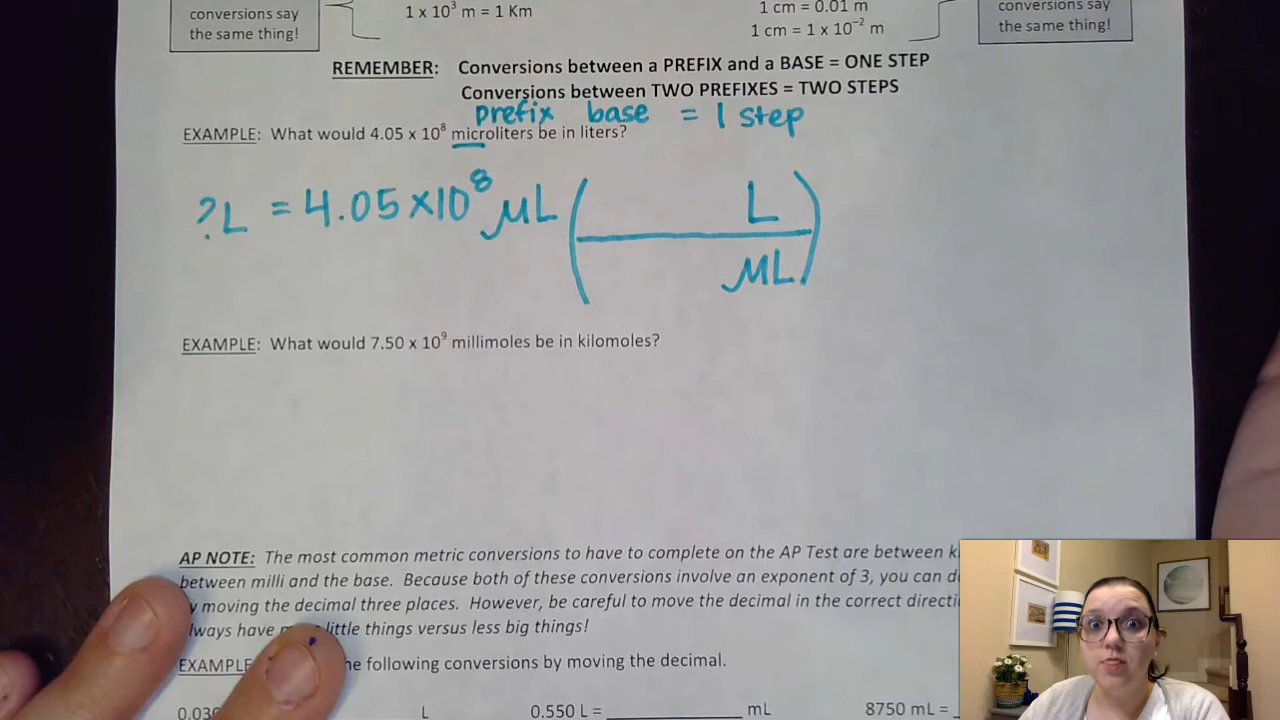 conversions say
the same thing!
1 x 10³ m = 1 Km
1 cm = 0.01 m
1 cm = 1 x 10⁻² m
conversions say
the same thing!
REMEMBER: Conversions between a PREFIX and a BASE = ONE STEP
Conversions between TWO PREFIXES = TWO STEPS
prefix base = 1 step
EXAMPLE: What would 4.05 x 10⁸ microliters be in liters?
?L = 4.05×10⁸ µL ( L
µL )
EXAMPLE: What would 7.50 x 10⁹ millimoles be in kilomoles?
AP NOTE: The most common metric conversions to have to complete on the AP Test are between
between milli and the base. Because both of these conversions involve an exponent of 3, you can
moving the decimal three places. However, be careful to move the decimal in the correct
have little things versus less big things!
EXAMPLE following conversions by moving the decimal.
L 0.550 L = ____ mL 8750 mL =